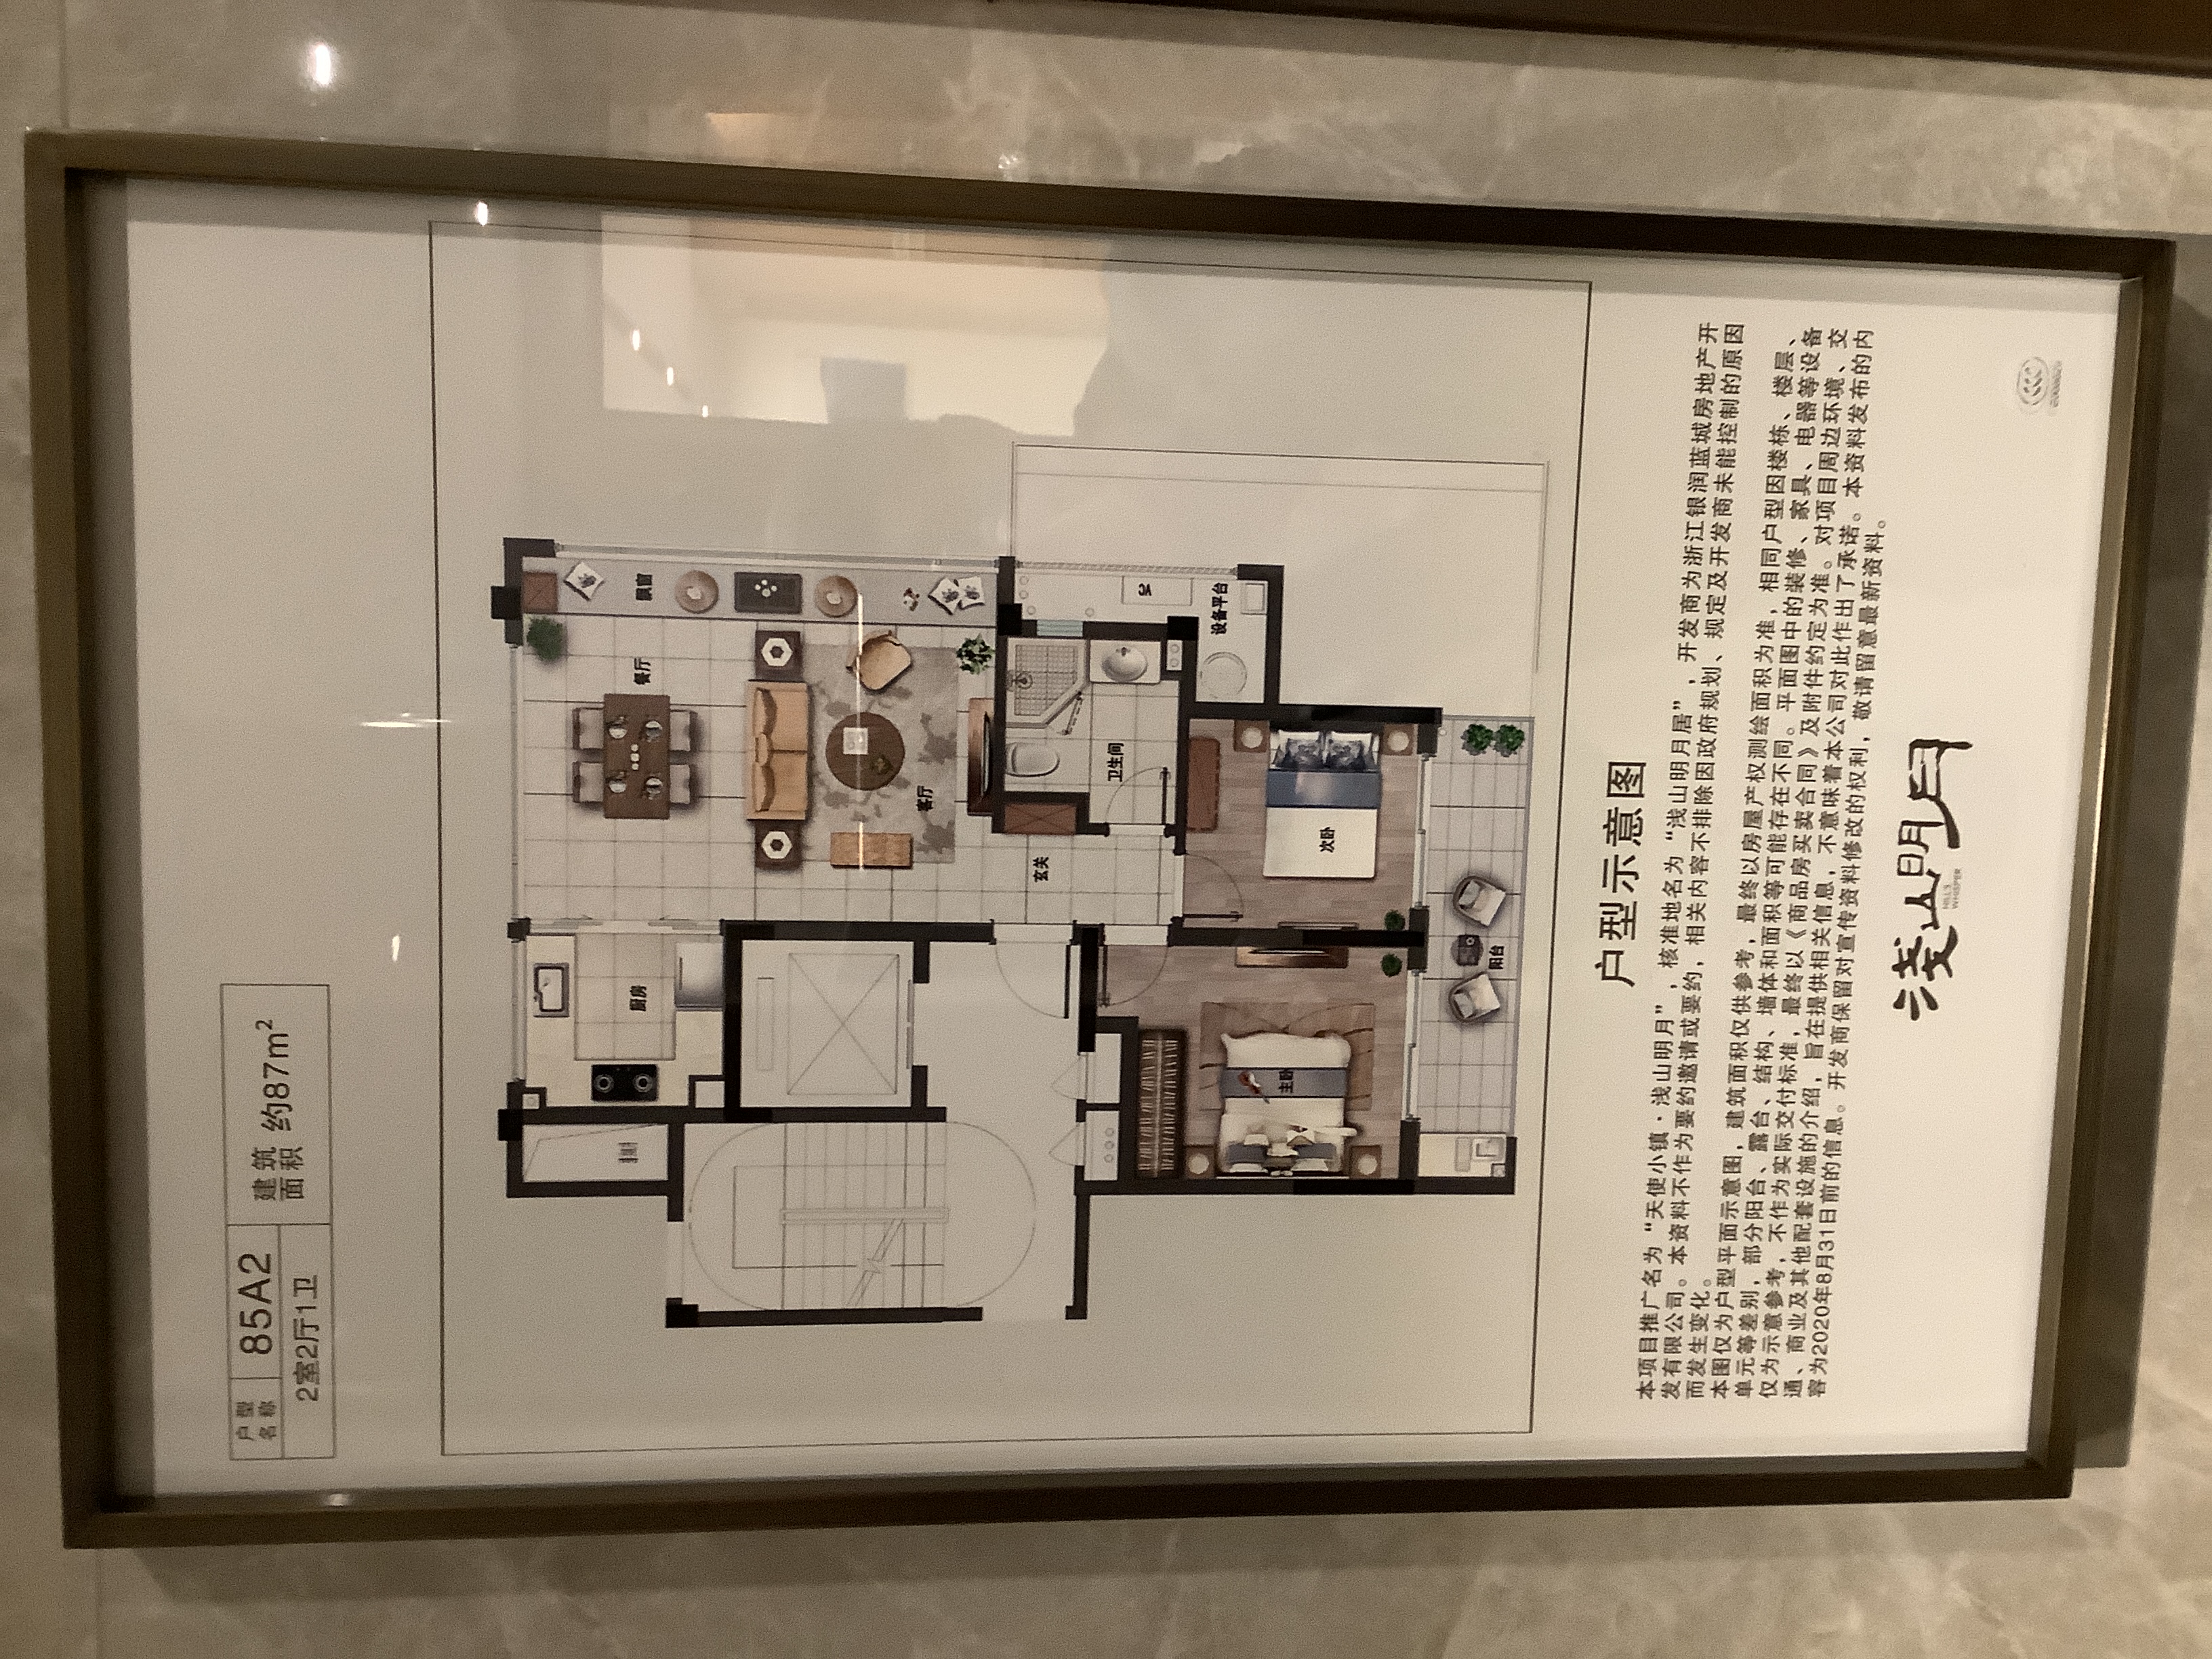 户型名称
85A2
2室2厅1卫
建筑面积 约87m²
厨房
餐厅
飘窗
客厅
玄关
卫生间
AC
设备平台
主卧
次卧
阳台
户型示意图
本项目推广名为“天使小镇·浅山明月”，核准地名为“浅山明月居”，开发商为浙江银润蓝城房地产开
发有限公司。本资料不作为要约邀请或要约，相关内容不排除因政府规划、规定及开发商未能控制的原因
而发生变化。
本图仅为户型平面示意图，建筑面积仅供参考，最终以房屋产权测绘面积为准，相同户型因楼栋、楼层、
单元等差别，部分阳台、露台、结构、墙体和面积等可能存在不同。平面图中的装修、家具、电器等设备
仅为示意参考，不作为实际交付标准，最终以《商品房买卖合同》及附件约定为准。对项目周边环境、交
通、商业及其他配套设施的介绍，旨在提供相关信息，不意味着本公司对此作出了承诺。本资料发布的内
容为2020年8月31日前的信息。开发商保留对宣传资料修改的权利，敬请留意最新资料。
淺山明月
HILL'S
WHISPER